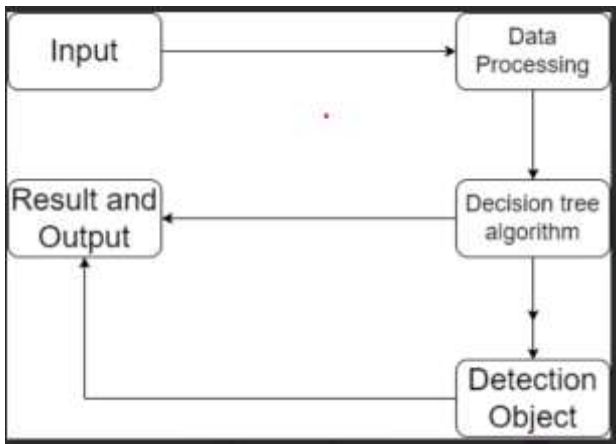 Input
Data
Processing
Result and
Output
Decision tree
algorithm
Detection
Object